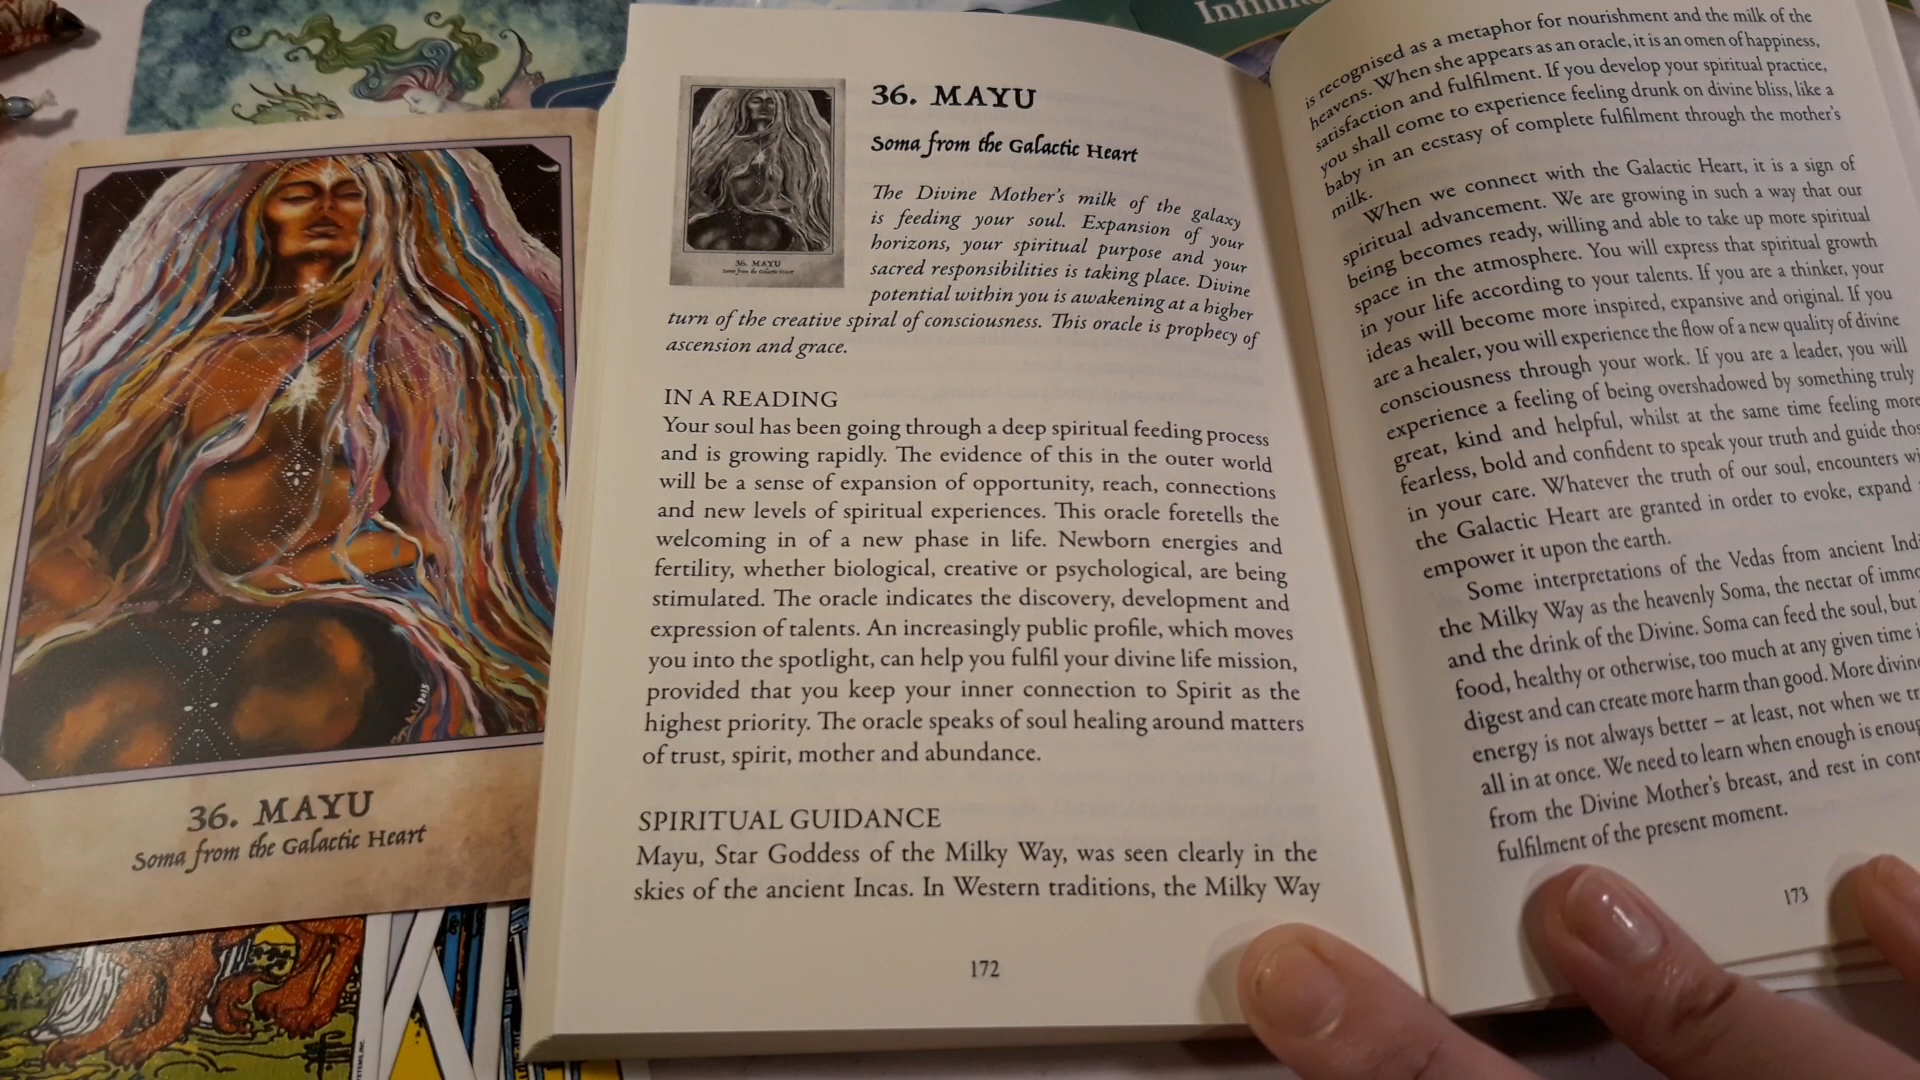 36. MAYU
Soma from the Galactic Heart
36. MAYU
Soma from the Galactic Heart
36. MAYU
Soma from the Galactic Heart
The Divine Mother's milk of the galaxy
is feeding your soul. Expansion of your
horizons, your spiritual purpose and your
sacred responsibilities is taking place. Divine
potential within you is awakening at a higher
turn of the creative spiral of consciousness. This oracle is prophecy of
ascension and grace.
IN A READING
Your soul has been going through a deep spiritual feeding process
and is growing rapidly. The evidence of this in the outer world
will be a sense of expansion of opportunity, reach, connections
and new levels of spiritual experiences. This oracle foretells the
welcoming in of a new phase in life. Newborn energies and
fertility, whether biological, creative or psychological, are being
stimulated. The oracle indicates the discovery, development and
expression of talents. An increasingly public profile, which moves
you into the spotlight, can help you fulfil your divine life mission,
provided that you keep your inner connection to Spirit as the
highest priority. The oracle speaks of soul healing around matters
of trust, spirit, mother and abundance.
SPIRITUAL GUIDANCE
Mayu, Star Goddess of the Milky Way, was seen clearly in the
skies of the ancient Incas. In Western traditions, the Milky Way
172
is recognised as a metaphor for nourishment and the milk of the
heavens. When she appears as an oracle, it is an omen of happiness,
satisfaction and fulfilment. If you develop your spiritual practice,
you shall come to experience feeling drunk on divine bliss, like a
baby in an ecstasy of complete fulfilment through the mother's
milk.
When we connect with the Galactic Heart, it is a sign of
spiritual advancement. We are growing in such a way that our
being becomes ready, willing and able to take up more spiritual
space in the atmosphere. You will express that spiritual growth
in your life according to your talents. If you are a thinker, your
ideas will become more inspired, expansive and original. If you
are a healer, you will experience the flow of a new quality of divine
consciousness through your work. If you are a leader, you will
experience a feeling of being overshadowed by something truly
great, kind and helpful, whilst at the same time feeling more
fearless, bold and confident to speak your truth and guide
in your care. Whatever the truth of our soul, encounters
the Galactic Heart are granted in order to evoke, expand
empower it upon the earth.
Some interpretations of the Vedas from ancient
the Milky Way as the heavenly Soma, the nectar of
and the drink of the Divine. Soma can feed the soul, but
food, healthy or otherwise, too much at any given time
digest and can create more harm than good. More
energy is not always better – at least, not when we
all in at once. We need to learn when enough is
from the Divine Mother's breast, and rest in
fulfilment of the present moment.
173